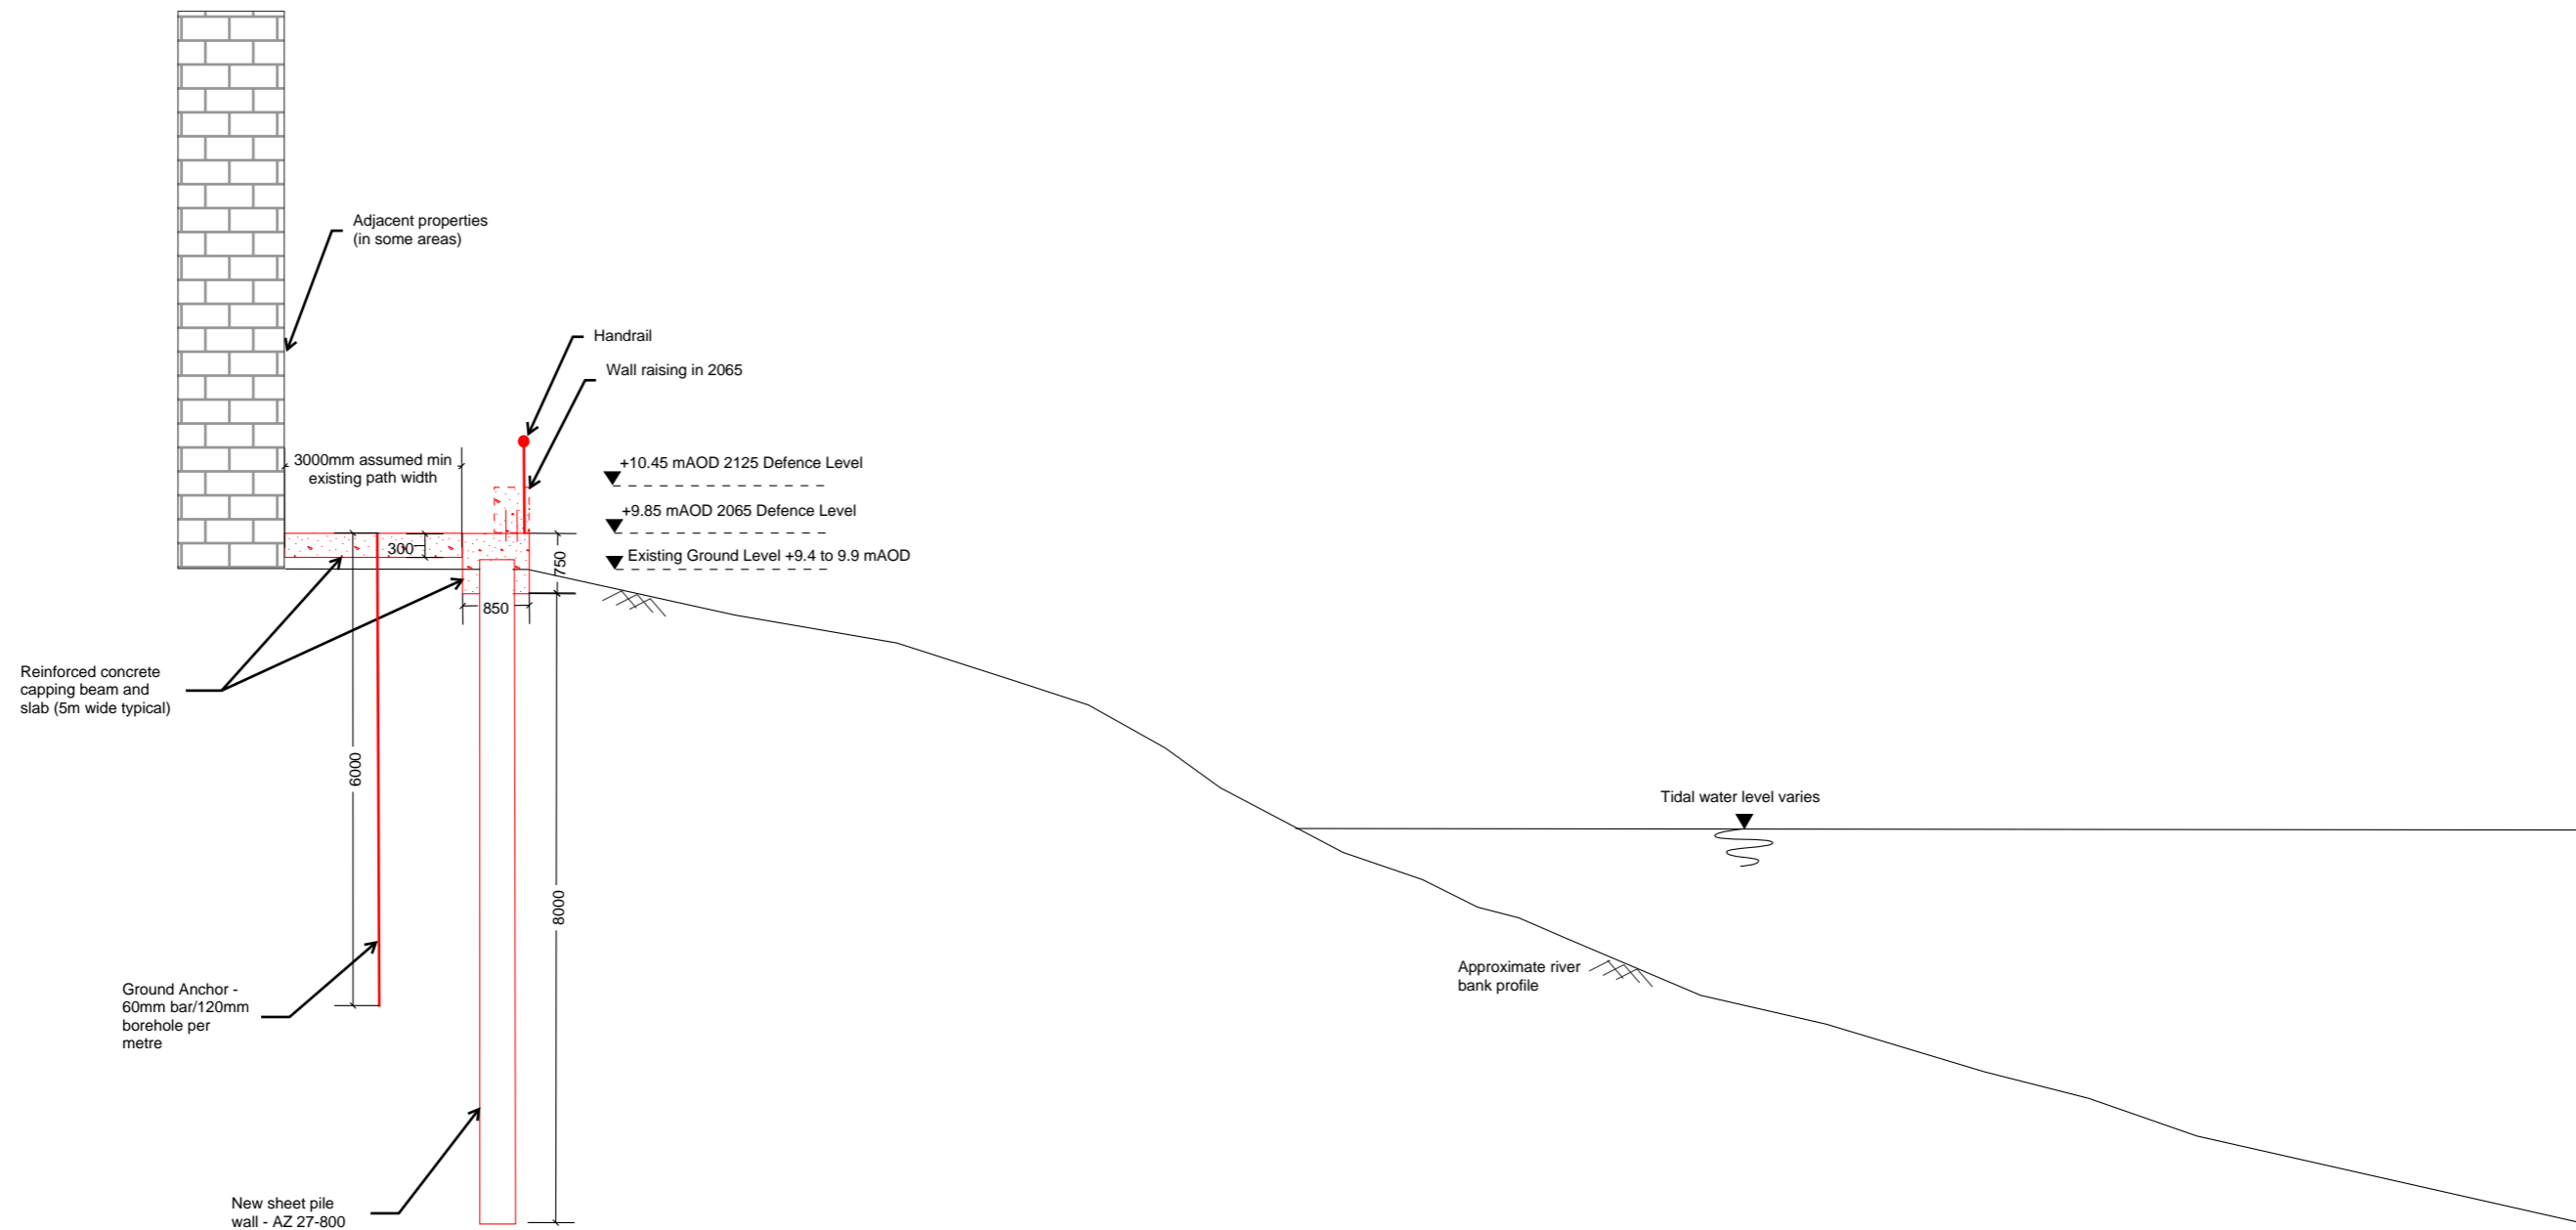 Adjacent properties
(in some areas)
Handrail
Wall raising in 2065
3000mm assumed min
existing path width
+10.45 mAOD 2125 Defence Level
+9.85 mAOD 2065 Defence Level
Existing Ground Level +9.4 to 9.9 mAOD
300
750
850
Reinforced concrete
capping beam and
slab (5m wide typical)
6000
8000
Tidal water level varies
Approximate river
bank profile
Ground Anchor -
60mm bar/120mm
borehole per
metre
New sheet pile
wall - AZ 27-800